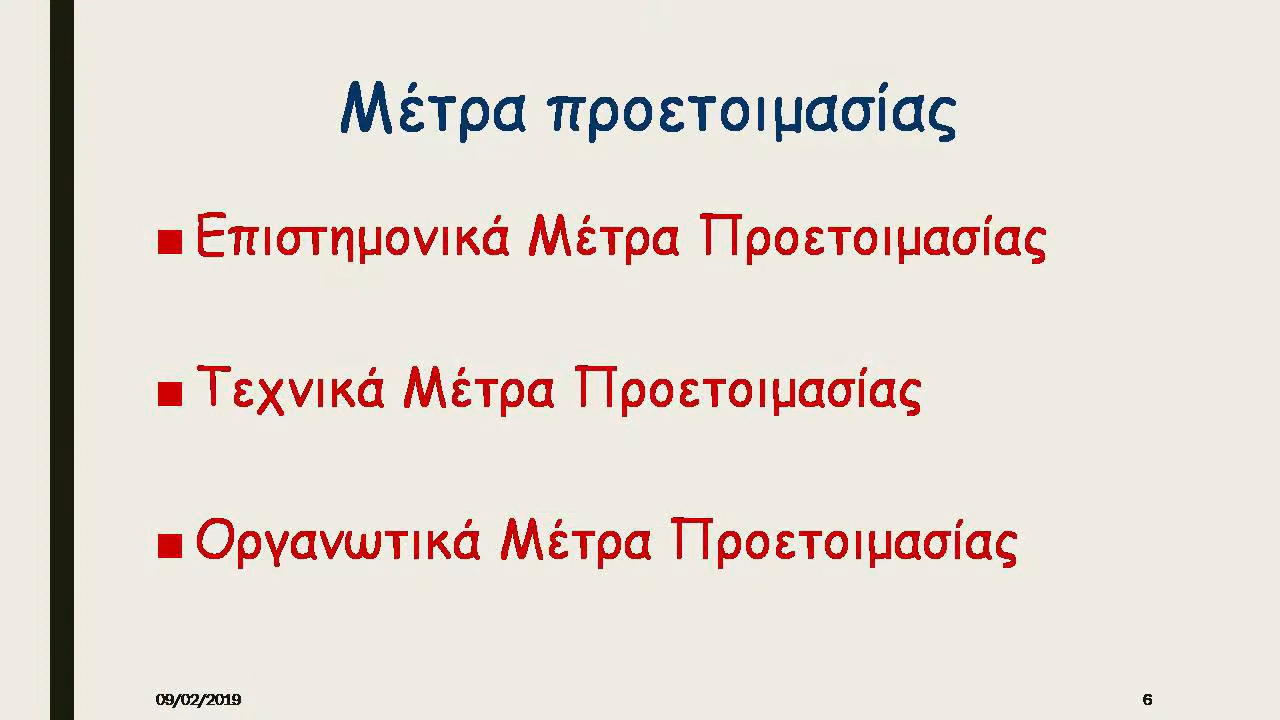 Μέτρα προετοιμασίας
■ Επιστημονικά Μέτρα Προετοιμασίας
■ Τεχνικά Μέτρα Προετοιμασίας
■ Οργανωτικά Μέτρα Προετοιμασίας
09/02/2019 6